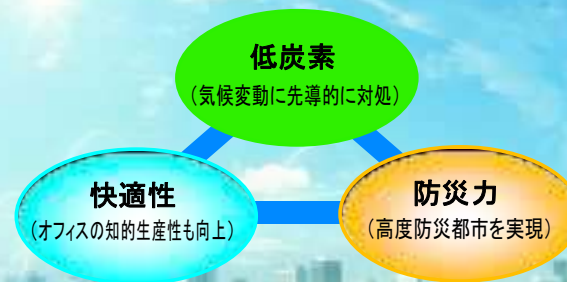 低炭素
（気候変動に先導的に対処）
快適性
（オフィスの知的生産性も向上）
防災力
（高度防災都市を実現）